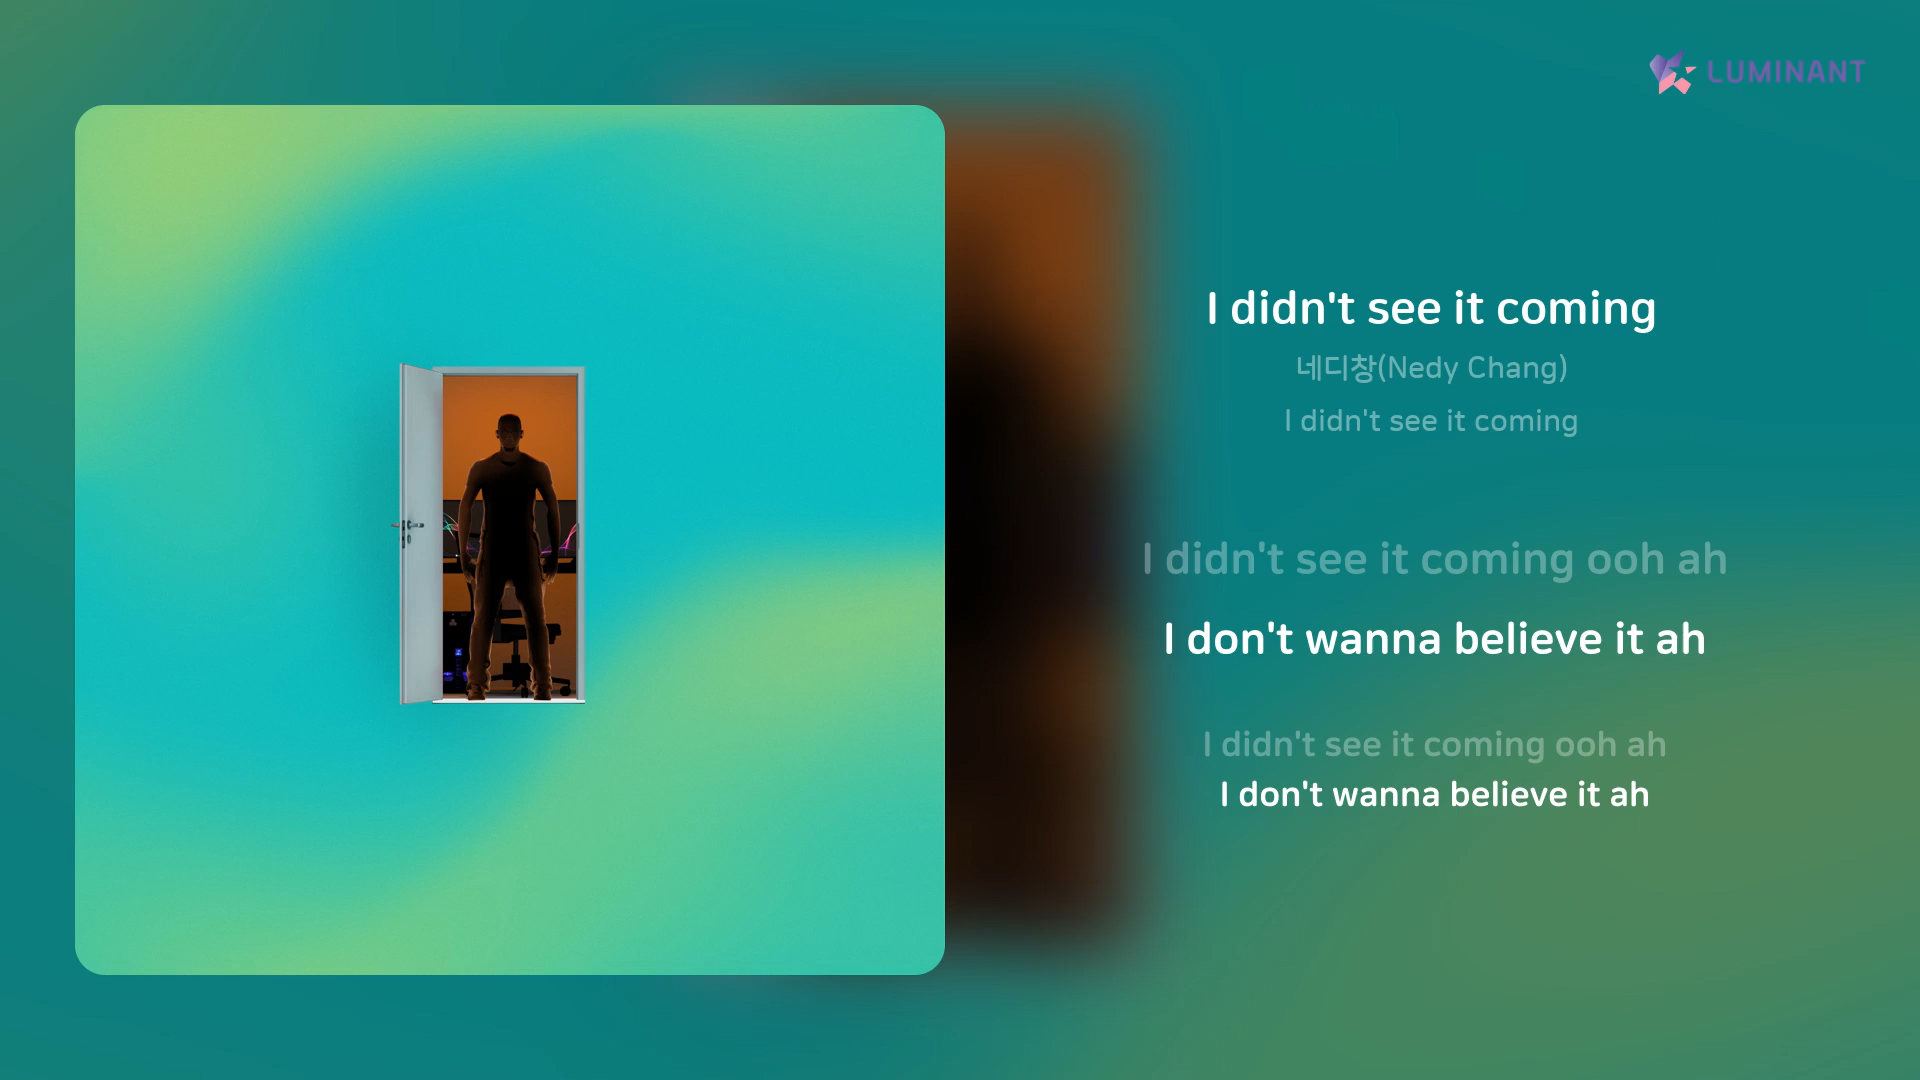 LUMINANT
I didn't see it coming
네디창(Nedy Chang)
I didn't see it coming
I didn't see it coming ooh ah
I don't wanna believe it ah
I didn't see it coming ooh ah
I don't wanna believe it ah